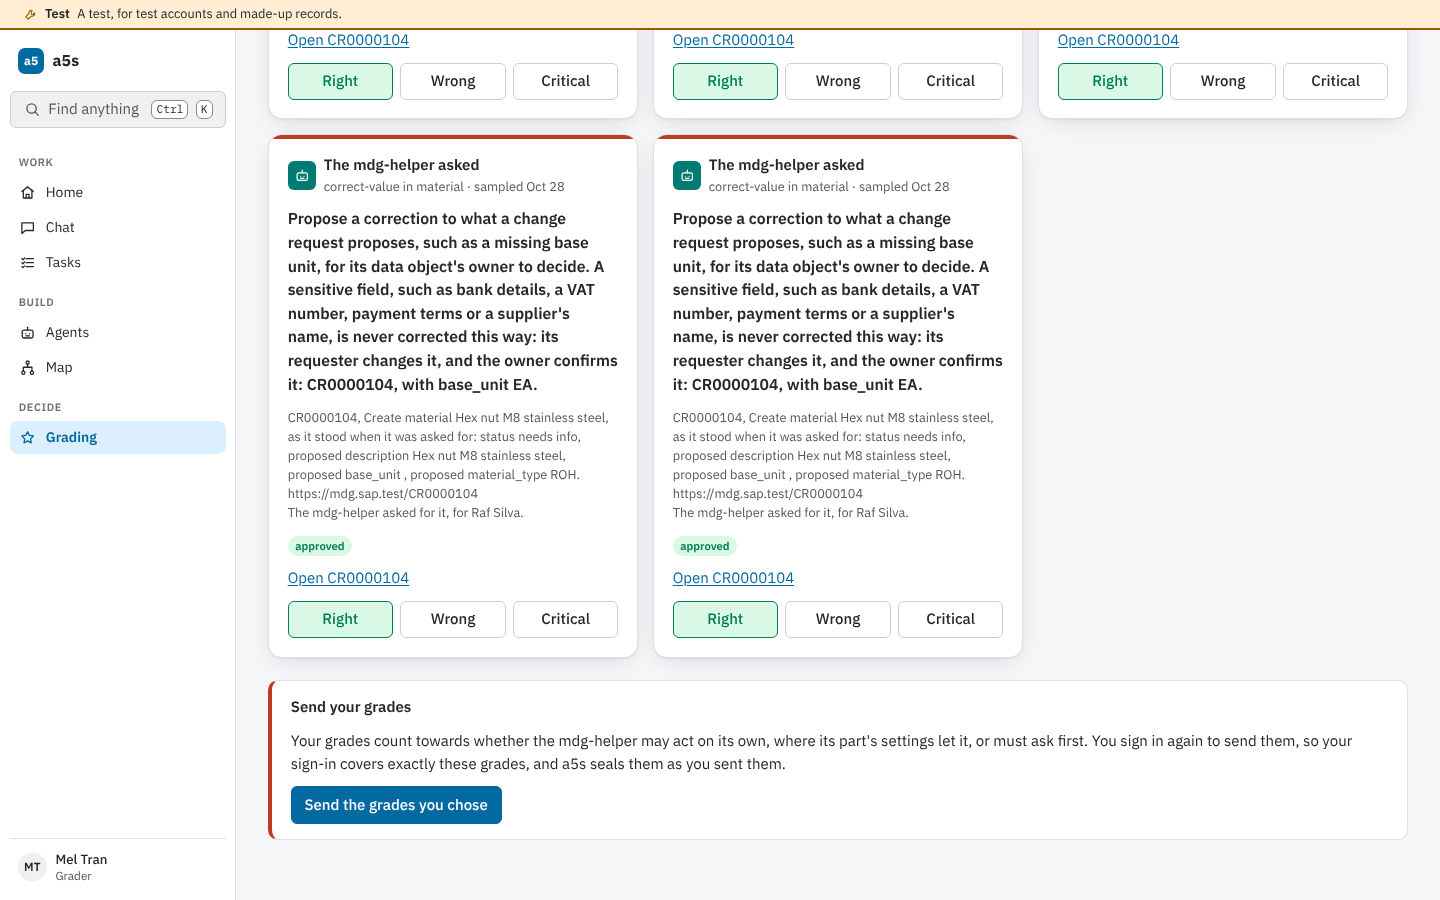 Test A test, for test accounts and made-up records.
a5 a5s
Find anything Ctrl K
WORK
Home
Chat
Tasks
BUILD
Agents
Map
DECIDE
Grading
MT Mel Tran
Grader
Open CR0000104
Right Wrong Critical
Open CR0000104
Right Wrong Critical
Open CR0000104
Right Wrong Critical
The mdg-helper asked
correct-value in material · sampled Oct 28
Propose a correction to what a change
request proposes, such as a missing base
unit, for its data object's owner to decide. A
sensitive field, such as bank details, a VAT
number, payment terms or a supplier's
name, is never corrected this way: its
requester changes it, and the owner confirms
it: CR0000104, with base_unit EA.
CR0000104, Create material Hex nut M8 stainless steel,
as it stood when it was asked for: status needs info,
proposed description Hex nut M8 stainless steel,
proposed base_unit , proposed material_type ROH.
https://mdg.sap.test/CR0000104
The mdg-helper asked for it, for Raf Silva.
approved
Open CR0000104
Right Wrong Critical
The mdg-helper asked
correct-value in material · sampled Oct 28
Propose a correction to what a change
request proposes, such as a missing base
unit, for its data object's owner to decide. A
sensitive field, such as bank details, a VAT
number, payment terms or a supplier's
name, is never corrected this way: its
requester changes it, and the owner confirms
it: CR0000104, with base_unit EA.
CR0000104, Create material Hex nut M8 stainless steel,
as it stood when it was asked for: status needs info,
proposed description Hex nut M8 stainless steel,
proposed base_unit , proposed material_type ROH.
https://mdg.sap.test/CR0000104
The mdg-helper asked for it, for Raf Silva.
approved
Open CR0000104
Right Wrong Critical
Send your grades
Your grades count towards whether the mdg-helper may act on its own, where its part's settings let it, or must ask first. You sign in again to send them, so your
sign-in covers exactly these grades, and a5s seals them as you sent them.
Send the grades you chose